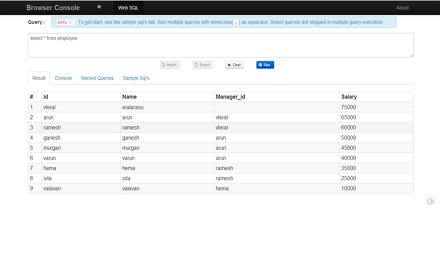 Browser Console Web SQL About
Query : Info : To get start, see the sample sql's tab. Run multiple queries with semicolon( ; ) as separator. Select queries are skipped in multiple query execution.
select * from employee
Import Export Clear Run
Result Console Recent Queries Sample Sql's
# Id Name Manager_id Salary
1 vteial eialarasu 75000
2 arun arun vteial 65000
3 ramesh ramesh vteial 60000
4 ganesh ganesh arun 50000
5 murgan murgan arun 45000
6 varun varun arun 40000
7 hema hema ramesh 35000
8 sita sita ramesh 25000
9 valavan valavan hema 10000